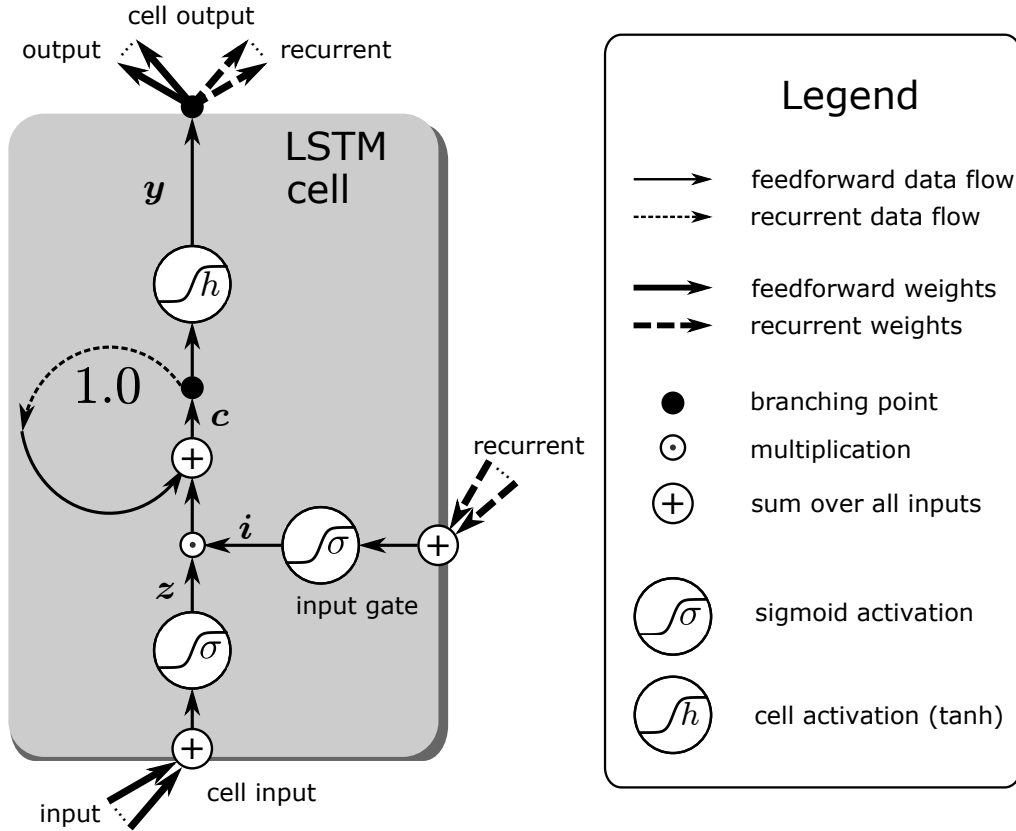 cell output
output
recurrent
LSTM
cell
y
h
1.0
c
+
recurrent
i
σ
+
input gate
z
σ
+
cell input
input
Legend
feedforward data flow
recurrent data flow
feedforward weights
recurrent weights
branching point
multiplication
+
sum over all inputs
σ
sigmoid activation
h
cell activation (tanh)